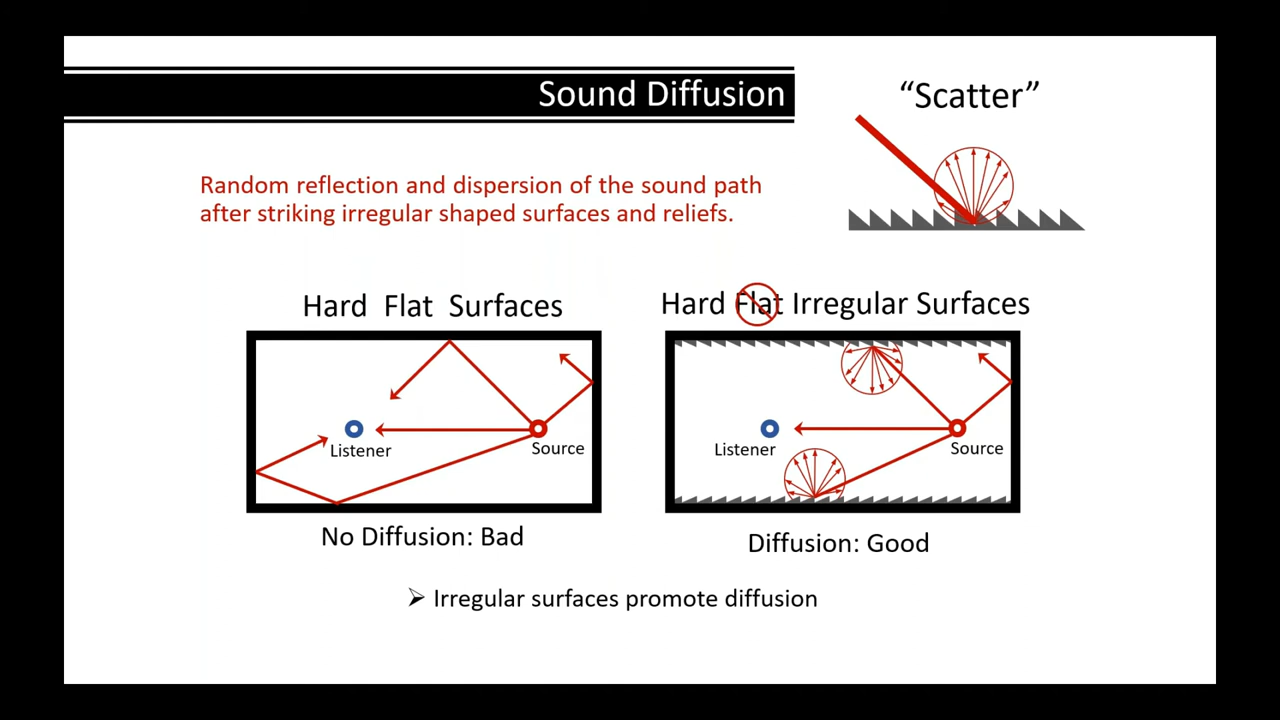 Sound Diffusion
“Scatter”
Random reflection and dispersion of the sound path
after striking irregular shaped surfaces and reliefs.
Hard Flat Surfaces
Listener
Source
No Diffusion: Bad
Hard Flat Irregular Surfaces
Listener
Source
Diffusion: Good
➢ Irregular surfaces promote diffusion